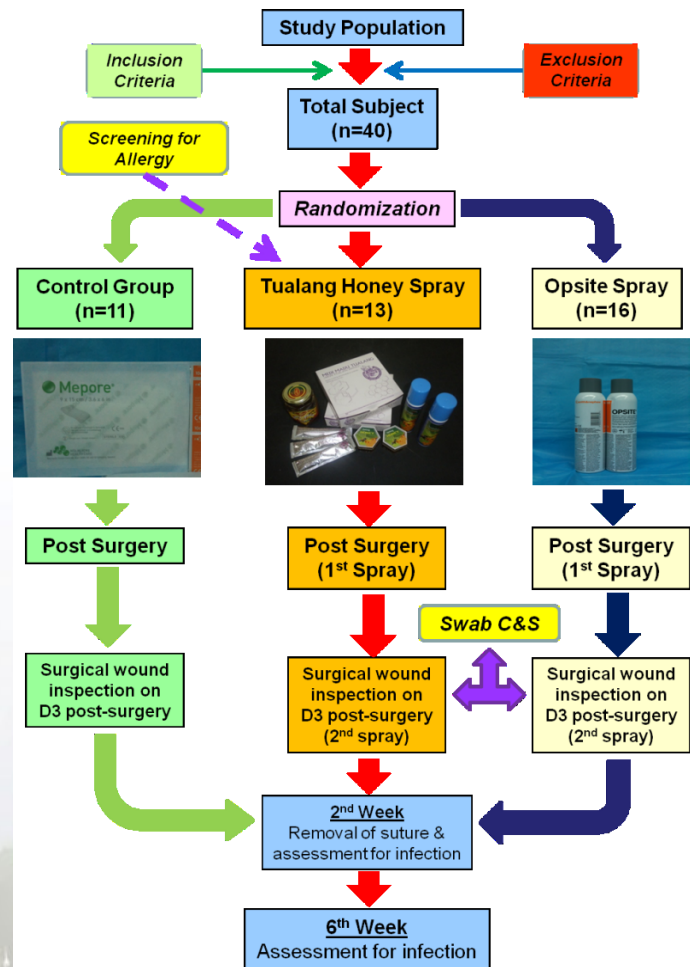 Study Population
Inclusion
Criteria
Exclusion
Criteria
Total Subject
(n=40)
Screening for
Allergy
Randomization
Control Group
(n=11)
Tualang Honey Spray
(n=13)
Opsite Spray
(n=16)
Mepore
OPSITE
Post Surgery
Post Surgery
(1st Spray)
Post Surgery
(1st Spray)
Swab C&S
Surgical wound
inspection on
D3 post-surgery
Surgical wound
inspection on
D3 post-surgery
(2nd spray)
Surgical wound
inspection on
D3 post-surgery
(2nd spray)
2nd Week
Removal of suture &
assessment for infection
6th Week
Assessment for infection